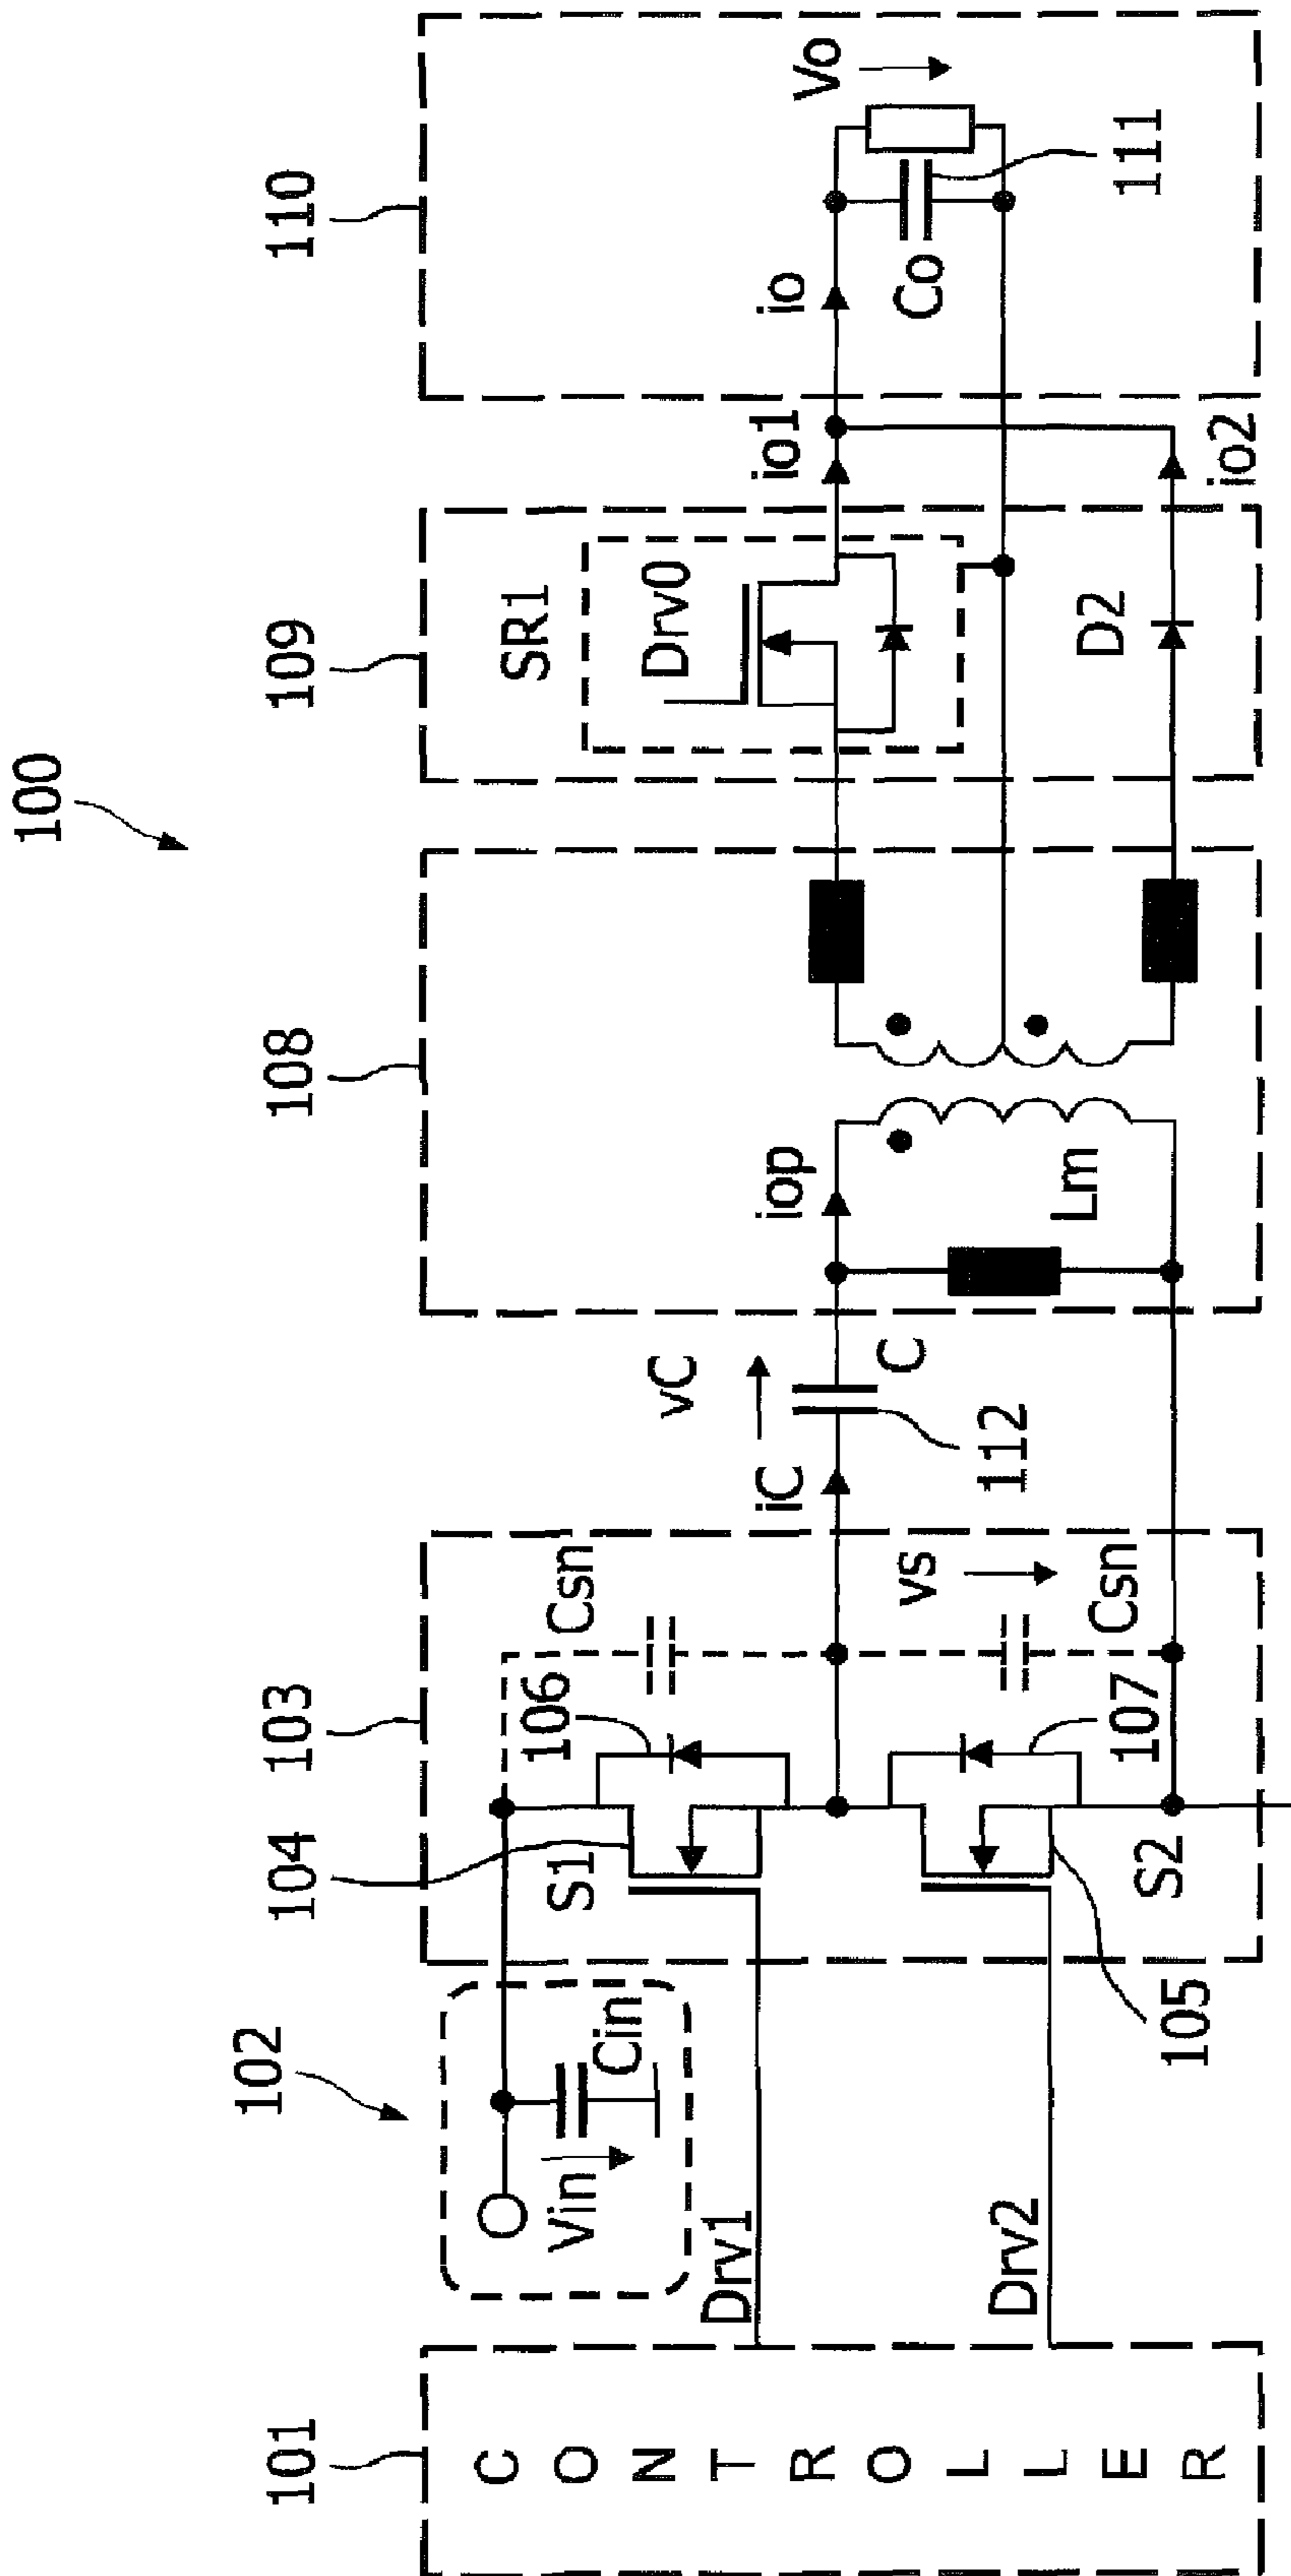 100
101
102
103
108
109
110
CONTROLLER
Vin
Cin
Drv1
Drv2
104
S1
106
Csn
105
S2
107
vs
Csn
iC
vC
C
112
iop
Lm
SR1
Drv0
D2
io1
io2
io
Co
Vo
111